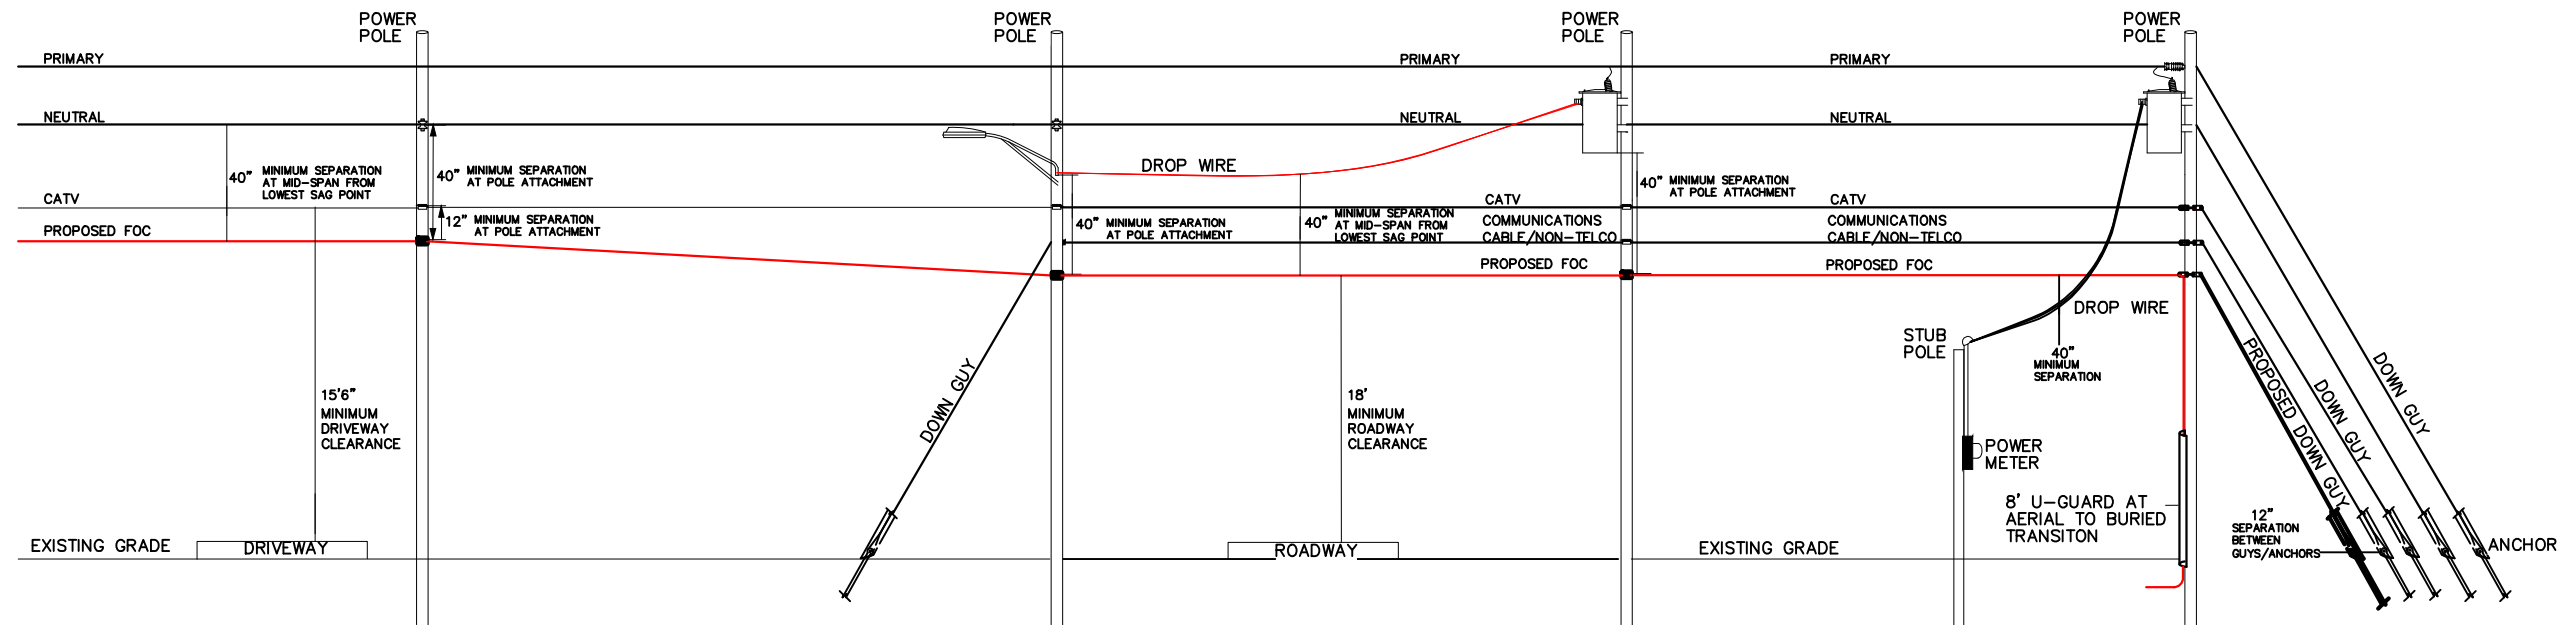 POWER
POLE
POWER
POLE
POWER
POLE
POWER
POLE
PRIMARY
PRIMARY
PRIMARY
NEUTRAL
NEUTRAL
NEUTRAL
40" MINIMUM SEPARATION
AT MID-SPAN FROM
LOWEST SAG POINT
40" MINIMUM SEPARATION
AT POLE ATTACHMENT
DROP WIRE
40" MINIMUM SEPARATION
AT POLE ATTACHMENT
CATV
CATV
CATV
12" MINIMUM SEPARATION
AT POLE ATTACHMENT
40" MINIMUM SEPARATION
AT POLE ATTACHMENT
40" MINIMUM SEPARATION
AT MID-SPAN FROM
LOWEST SAG POINT
COMMUNICATIONS
CABLE/NON-TELCO
COMMUNICATIONS
CABLE/NON-TELCO
PROPOSED FOC
PROPOSED FOC
PROPOSED FOC
DROP WIRE
STUB
POLE
40"
MINIMUM
SEPARATION
15'6"
MINIMUM
DRIVEWAY
CLEARANCE
DOWN GUY
18'
MINIMUM
ROADWAY
CLEARANCE
POWER
METER
PROPOSED DOWN GUY
DOWN GUY
DOWN GUY
8' U-GUARD AT
AERIAL TO BURIED
TRANSITON
12"
SEPARATION
BETWEEN
GUYS/ANCHORS
ANCHOR
EXISTING GRADE
DRIVEWAY
ROADWAY
EXISTING GRADE